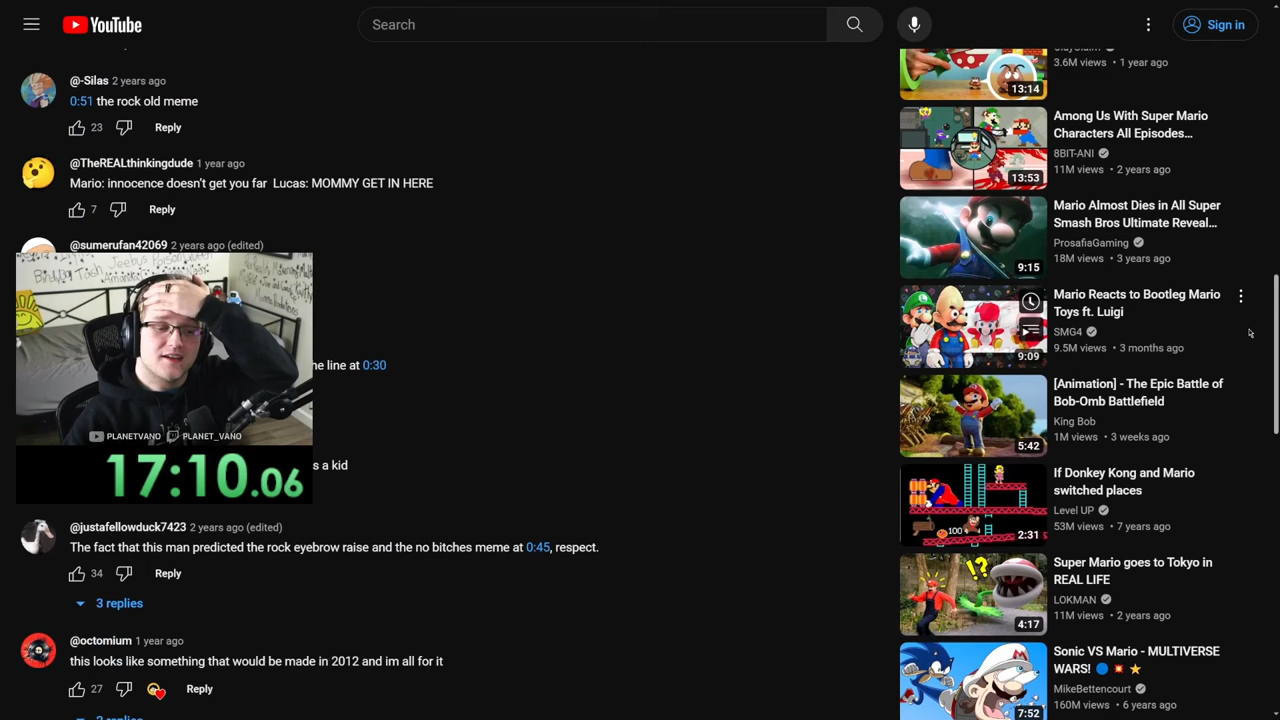 YouTube
Search
Sign in
@-Silas 2 years ago
0:51 the rock old meme
23
Reply
@TheREALthinkingdude 1 year ago
Mario: innocence doesn't get you far Lucas: MOMMY GET IN HERE
7
Reply
@sumerufan42069 2 years ago (edited)
he line at 0:30
PLANETVANO
PLANET_VANO
17:10.06
s a kid
@justafellowduck7423 2 years ago (edited)
The fact that this man predicted the rock eyebrow raise and the no bitches meme at 0:45, respect.
34
Reply
3 replies
@octomium 1 year ago
this looks like something that would be made in 2012 and im all for it
27
Reply
13:14
3.6M views • 1 year ago
Among Us With Super Mario
Characters All Episodes...
8BIT-ANI
11M views • 2 years ago
13:53
Mario Almost Dies in All Super
Smash Bros Ultimate Reveal...
ProsafiaGaming
18M views • 3 years ago
9:15
Mario Reacts to Bootleg Mario
Toys ft. Luigi
SMG4
9.5M views • 3 months ago
9:09
[Animation] - The Epic Battle of
Bob-Omb Battlefield
King Bob
1M views • 3 weeks ago
5:42
If Donkey Kong and Mario
switched places
Level UP
53M views • 7 years ago
100
2:31
Super Mario goes to Tokyo in
REAL LIFE
LOKMAN
11M views • 2 years ago
!?
4:17
Sonic VS Mario - MULTIVERSE
WARS!
MikeBettencourt
160M views • 6 years ago
7:52